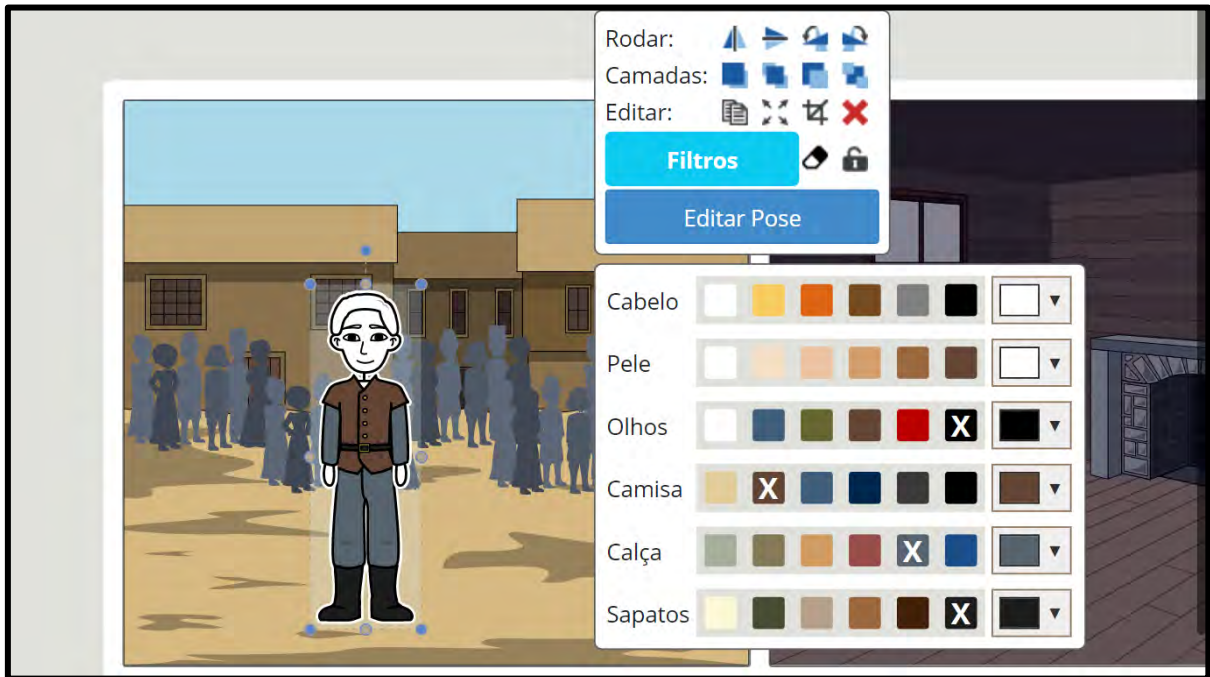 Rodar:
Camadas:
Editar:
Filtros
Editar Pose
Cabelo
Pele
Olhos X
Camisa X
Calça X
Sapatos X